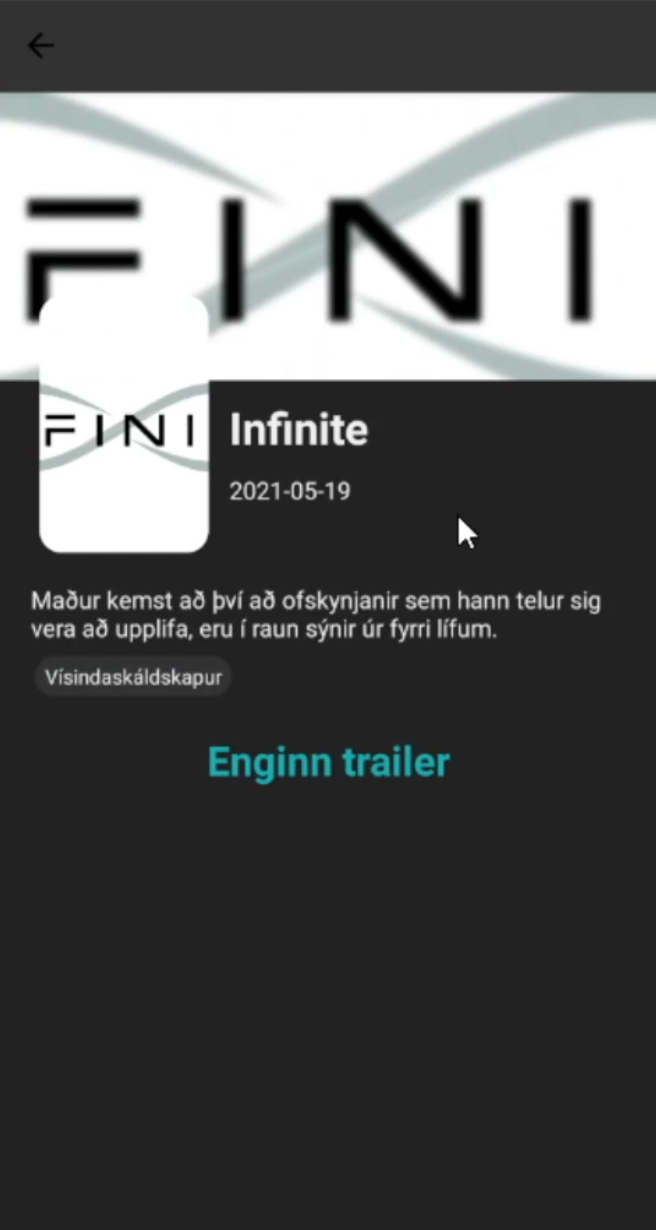 FINI
FINI
Infinite
2021-05-19
Maður kemst að því að ofskynjanir sem hann telur sig
vera að upplifa, eru í raun sýnir úr fyrri lífum.
Vísindaskáldskapur
Enginn trailer